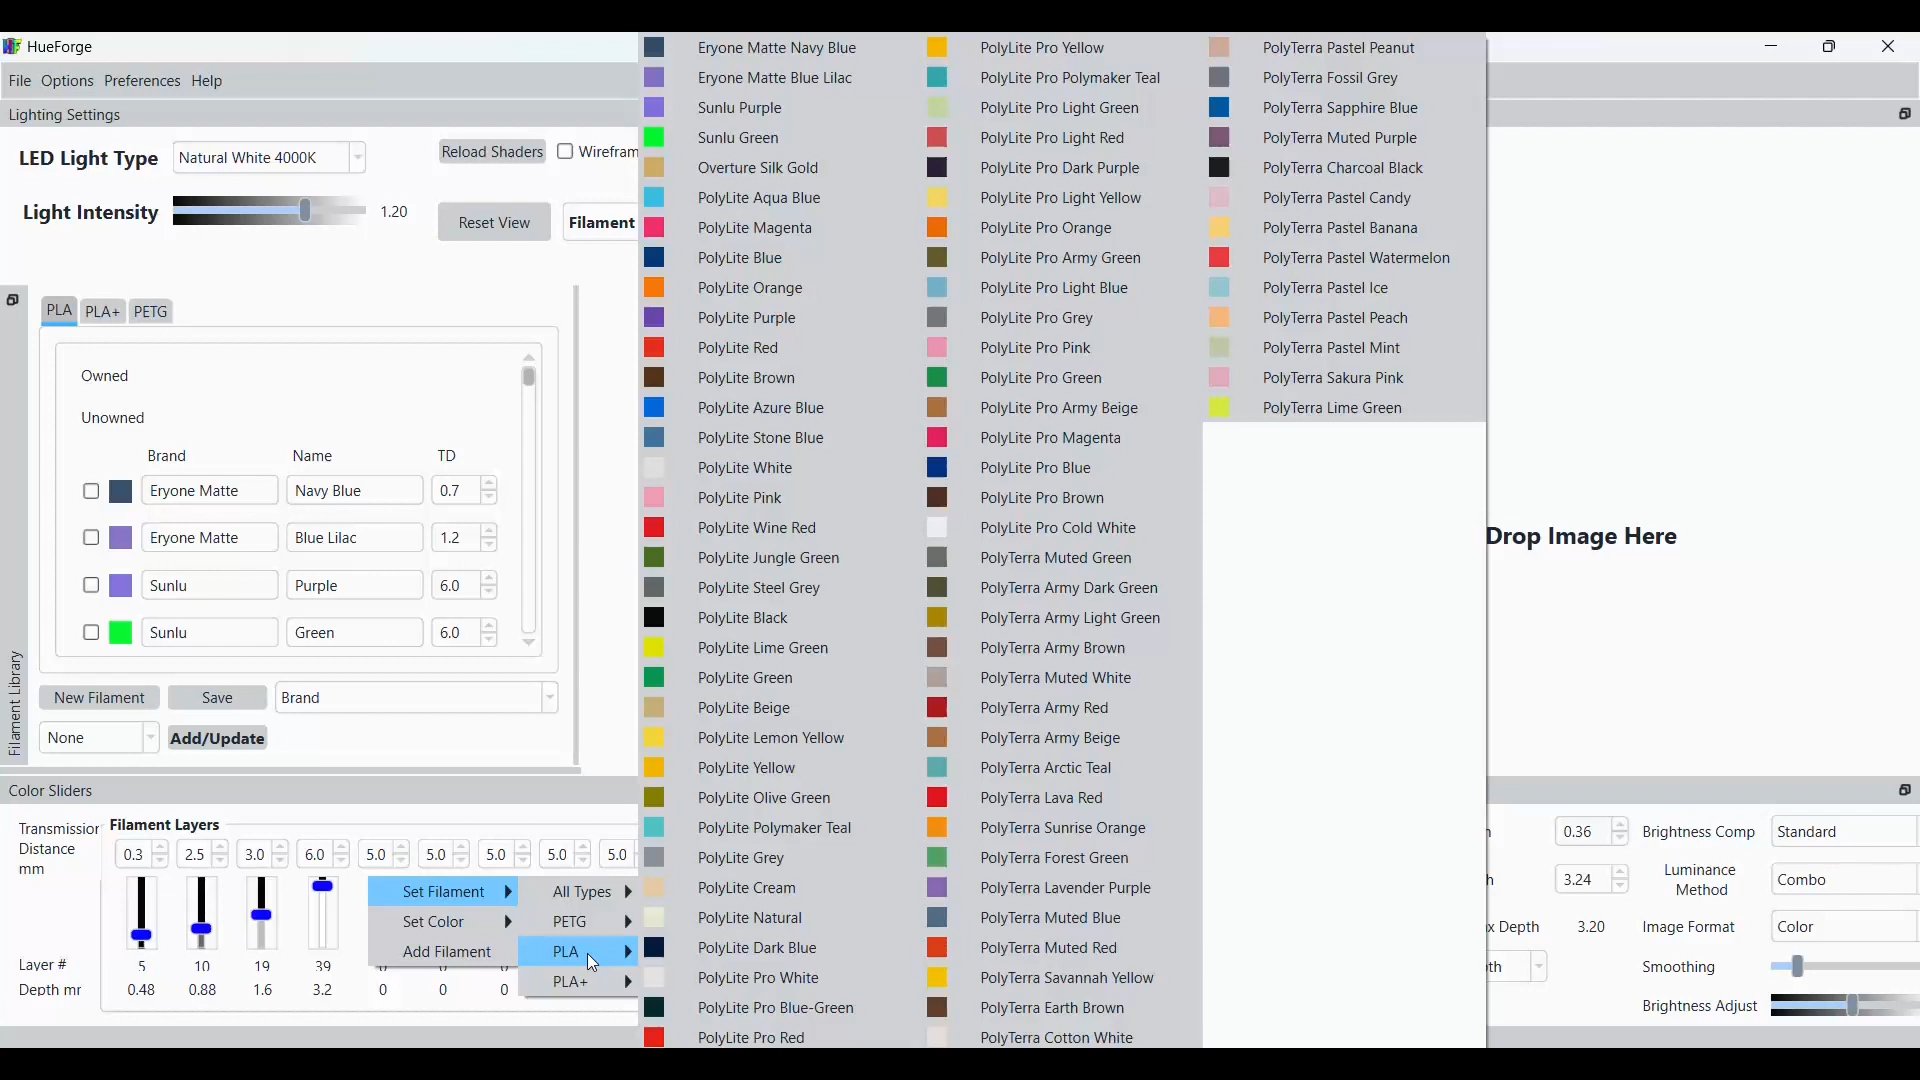 HueForge
File Options Preferences Help
Lighting Settings
LED Light Type
Natural White 4000K
Reload Shaders
Wirefram
Light Intensity
1.20
Reset View
Filament
PLA PLA+ PETG
Owned
Unowned
Brand Name TD
Eryone Matte Navy Blue 0.7
Eryone Matte Blue Lilac 1.2
Sunlu Purple 6.0
Sunlu Green 6.0
Filament Library
New Filament Save Brand
None Add/Update
Color Sliders
Transmission
Distance
mm
Filament Layers
0.3 2.5 3.0 6.0 5.0 5.0 5.0 5.0 5.0
Layer # 5 10 19 39 0 0 0
Depth mr 0.48 0.88 1.6 3.2 0 0 0
Set Filament
Set Color
Add Filament
All Types
PETG
PLA
PLA+
Eryone Matte Navy Blue
Eryone Matte Blue Lilac
Sunlu Purple
Sunlu Green
Overture Silk Gold
PolyLite Aqua Blue
PolyLite Magenta
PolyLite Blue
PolyLite Orange
PolyLite Purple
PolyLite Red
PolyLite Brown
PolyLite Azure Blue
PolyLite Stone Blue
PolyLite White
PolyLite Pink
PolyLite Wine Red
PolyLite Jungle Green
PolyLite Steel Grey
PolyLite Black
PolyLite Lime Green
PolyLite Green
PolyLite Beige
PolyLite Lemon Yellow
PolyLite Yellow
PolyLite Olive Green
PolyLite Polymaker Teal
PolyLite Grey
PolyLite Cream
PolyLite Natural
PolyLite Dark Blue
PolyLite Pro White
PolyLite Pro Blue-Green
PolyLite Pro Red
PolyLite Pro Yellow
PolyLite Pro Polymaker Teal
PolyLite Pro Light Green
PolyLite Pro Light Red
PolyLite Pro Dark Purple
PolyLite Pro Light Yellow
PolyLite Pro Orange
PolyLite Pro Army Green
PolyLite Pro Light Blue
PolyLite Pro Grey
PolyLite Pro Pink
PolyLite Pro Green
PolyLite Pro Army Beige
PolyLite Pro Magenta
PolyLite Pro Blue
PolyLite Pro Brown
PolyLite Pro Cold White
PolyTerra Muted Green
PolyTerra Army Dark Green
PolyTerra Army Light Green
PolyTerra Army Brown
PolyTerra Muted White
PolyTerra Army Red
PolyTerra Army Beige
PolyTerra Arctic Teal
PolyTerra Lava Red
PolyTerra Sunrise Orange
PolyTerra Forest Green
PolyTerra Lavender Purple
PolyTerra Muted Blue
PolyTerra Muted Red
PolyTerra Savannah Yellow
PolyTerra Earth Brown
PolyTerra Cotton White
PolyTerra Pastel Peanut
PolyTerra Fossil Grey
PolyTerra Sapphire Blue
PolyTerra Muted Purple
PolyTerra Charcoal Black
PolyTerra Pastel Candy
PolyTerra Pastel Banana
PolyTerra Pastel Watermelon
PolyTerra Pastel Ice
PolyTerra Pastel Peach
PolyTerra Pastel Mint
PolyTerra Sakura Pink
PolyTerra Lime Green
Drop Image Here
0.36 Brightness Comp Standard
h 3.24 Luminance
Method Combo
x Depth 3.20 Image Format Color
th Smoothing
Brightness Adjust